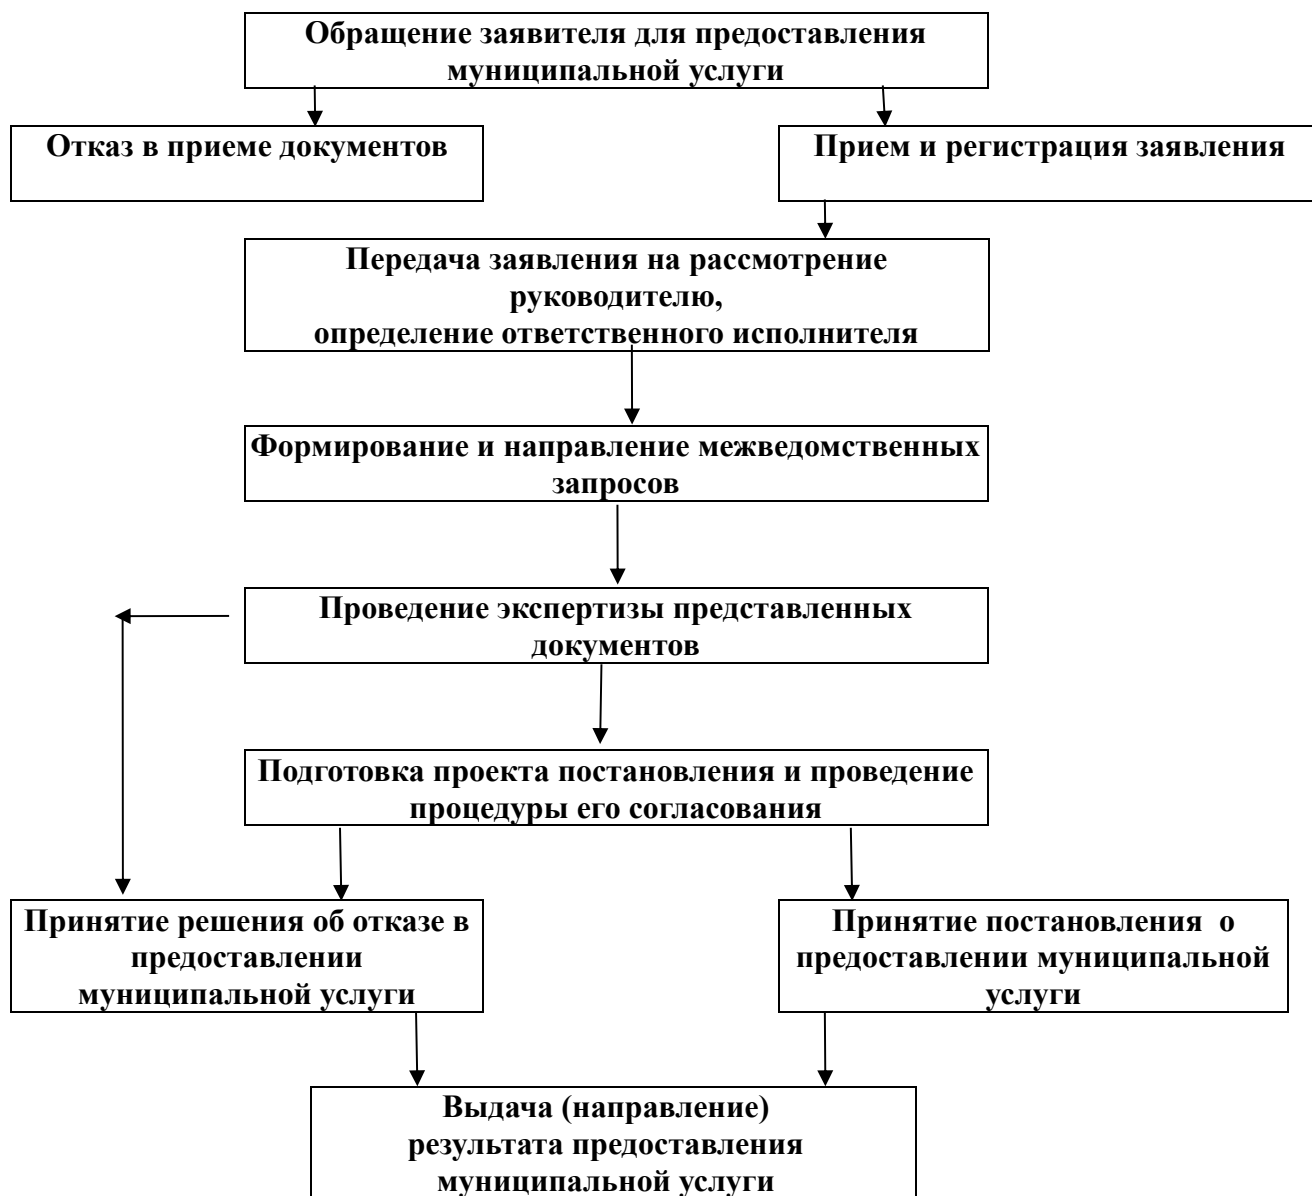 Обращение заявителя для предоставления
муниципальной услуги
Отказ в приеме документов
Прием и регистрация заявления
Передача заявления на рассмотрение
руководителю,
определение ответственного исполнителя
Формирование и направление межведомственных
запросов
Проведение экспертизы представленных
документов
Подготовка проекта постановления и проведение
процедуры его согласования
Принятие решения об отказе в
предоставлении
муниципальной услуги
Принятие постановления  о
предоставлении муниципальной
услуги
Выдача (направление)
результата предоставления
муниципальной услуги